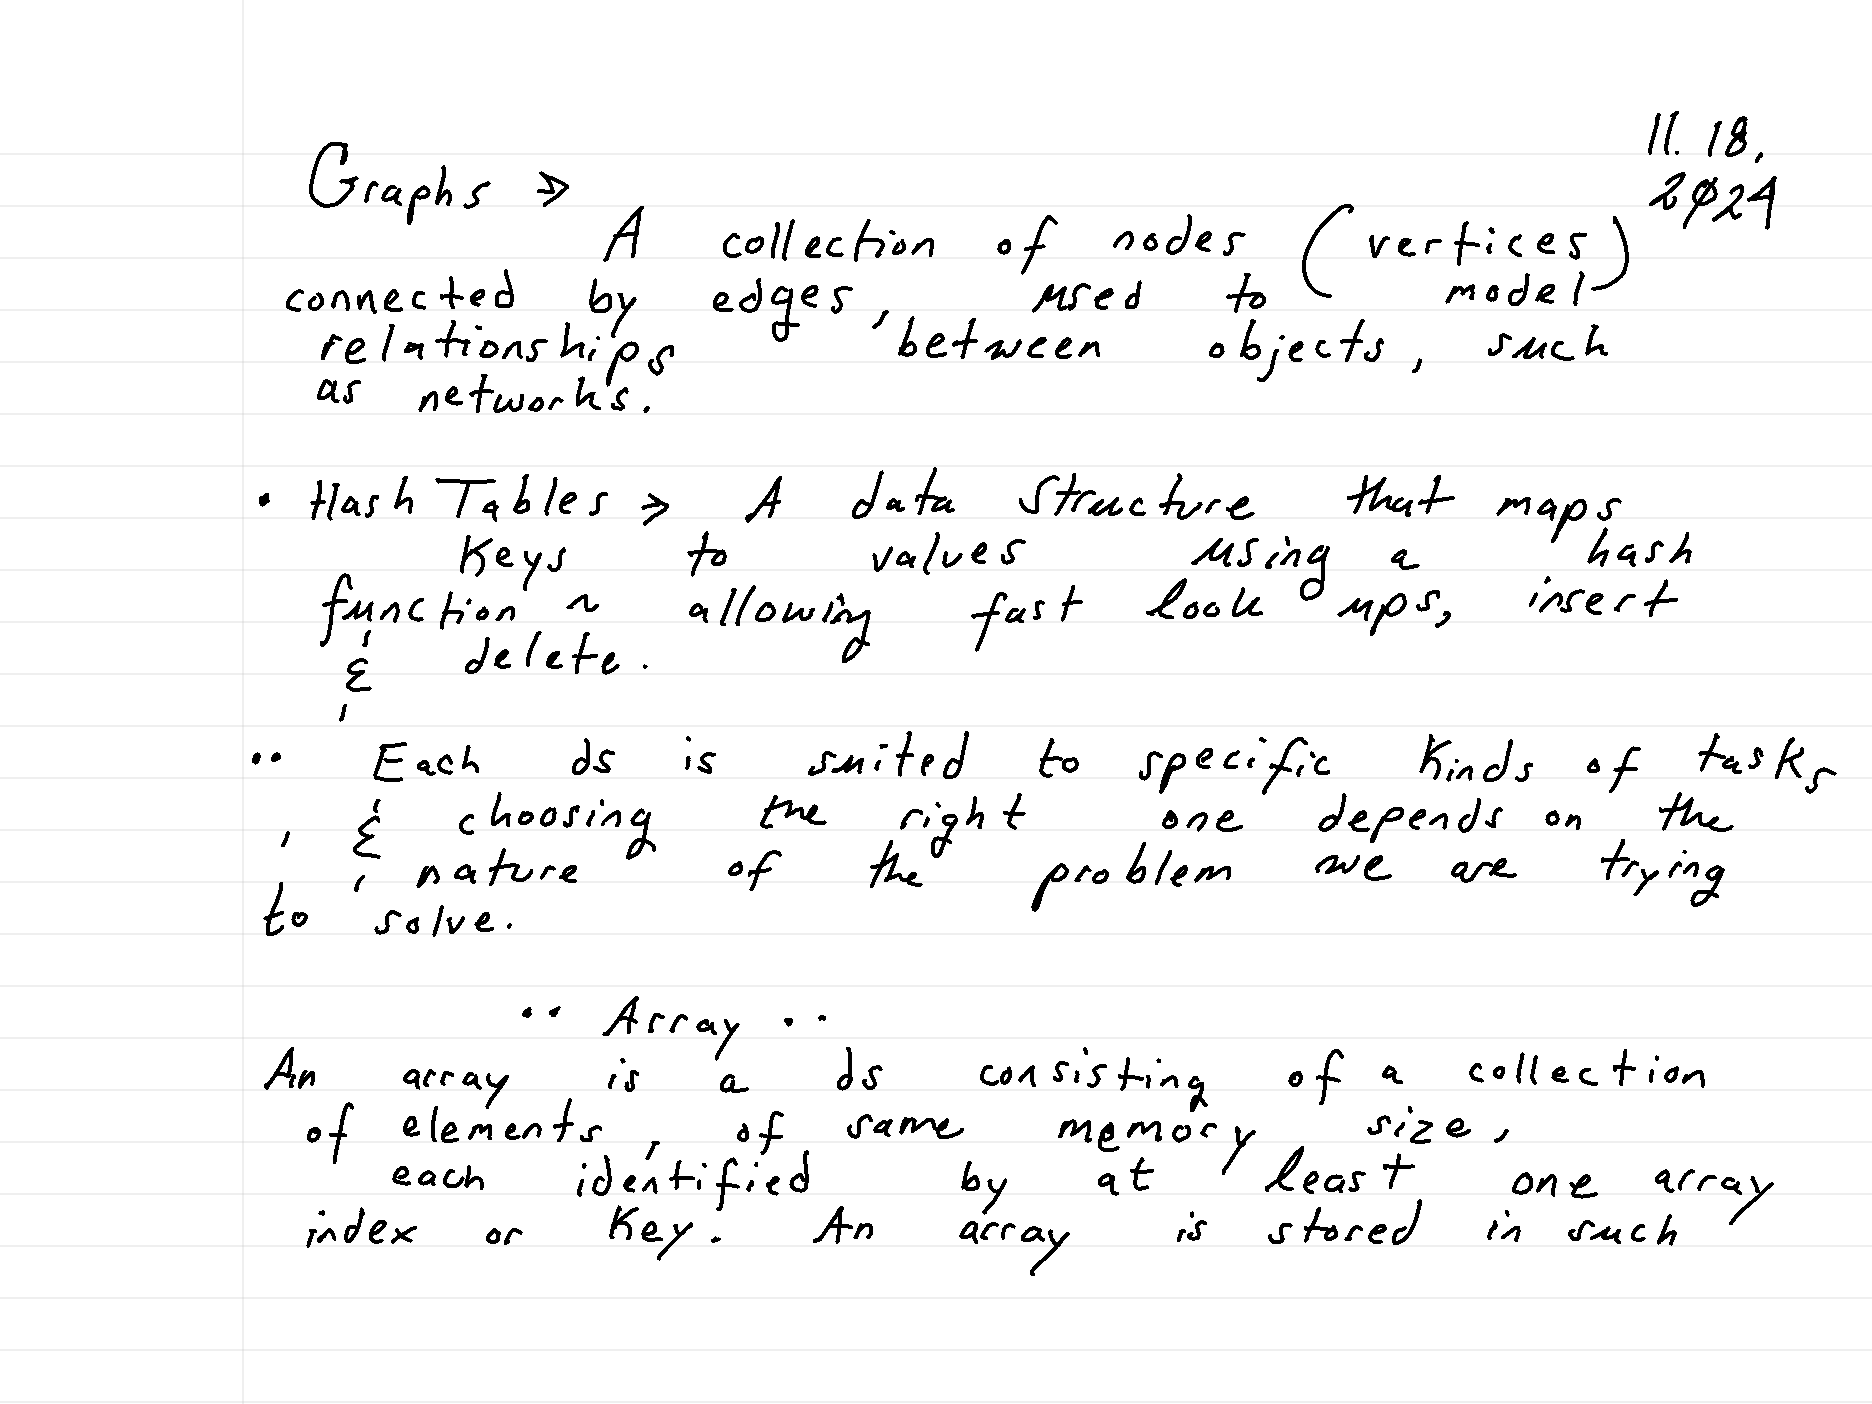 11. 18,
2024
Graphs ->
A collection of nodes (vertices)
connected by edges, used to model
relationships between objects, such
as networks.
• Hash Tables -> A data structure that maps
Keys to values using a hash
function ~ allowing fast look ups, insert
& delete.
•• Each ds is suited to specific kinds of tasks
, & choosing the right one depends on the
nature of the problem we are trying
to solve.
•• Array ••
An array is a ds consisting of a collection
of elements, of same memory size,
each identified by at least one array
index or key. An array is stored in such